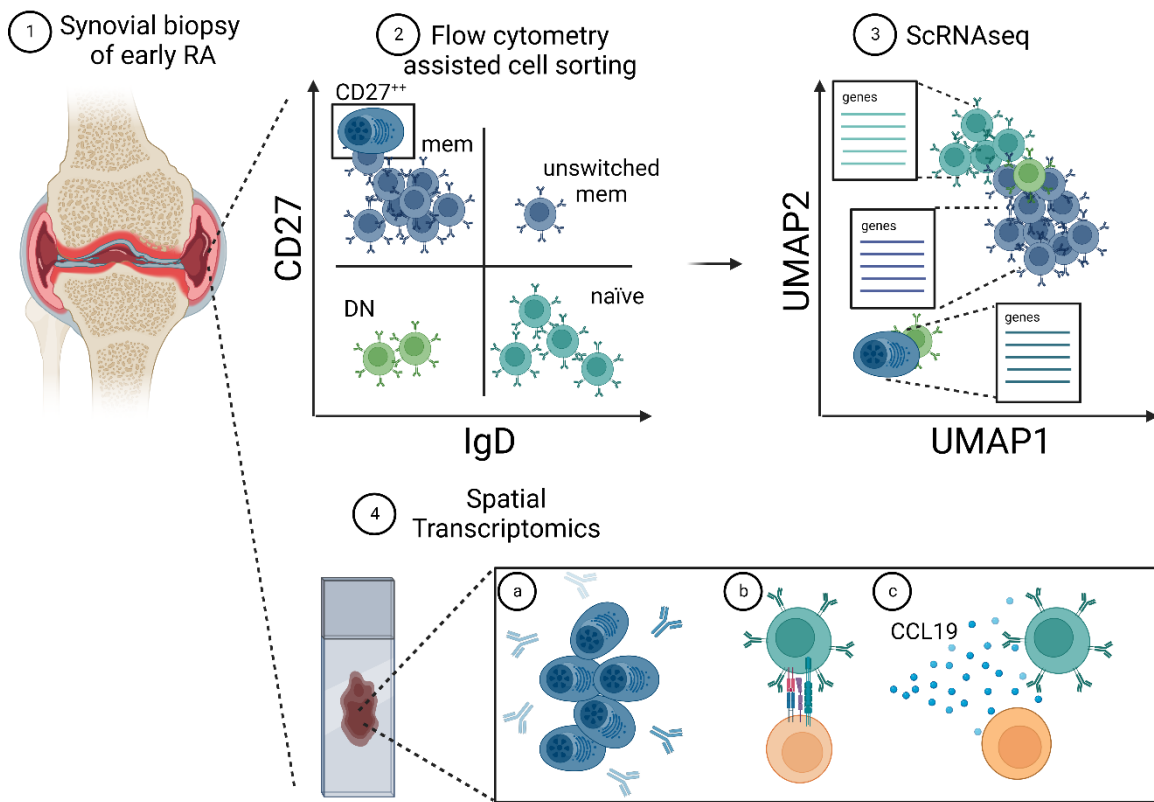 1
Synovial biopsy
of early RA
2
Flow cytometry
assisted cell sorting
CD27++
mem
unswitched
mem
CD27
DN
naïve
IgD
3
ScRNAseq
genes
genes
genes
UMAP2
UMAP1
4
Spatial
Transcriptomics
a
b
c
CCL19